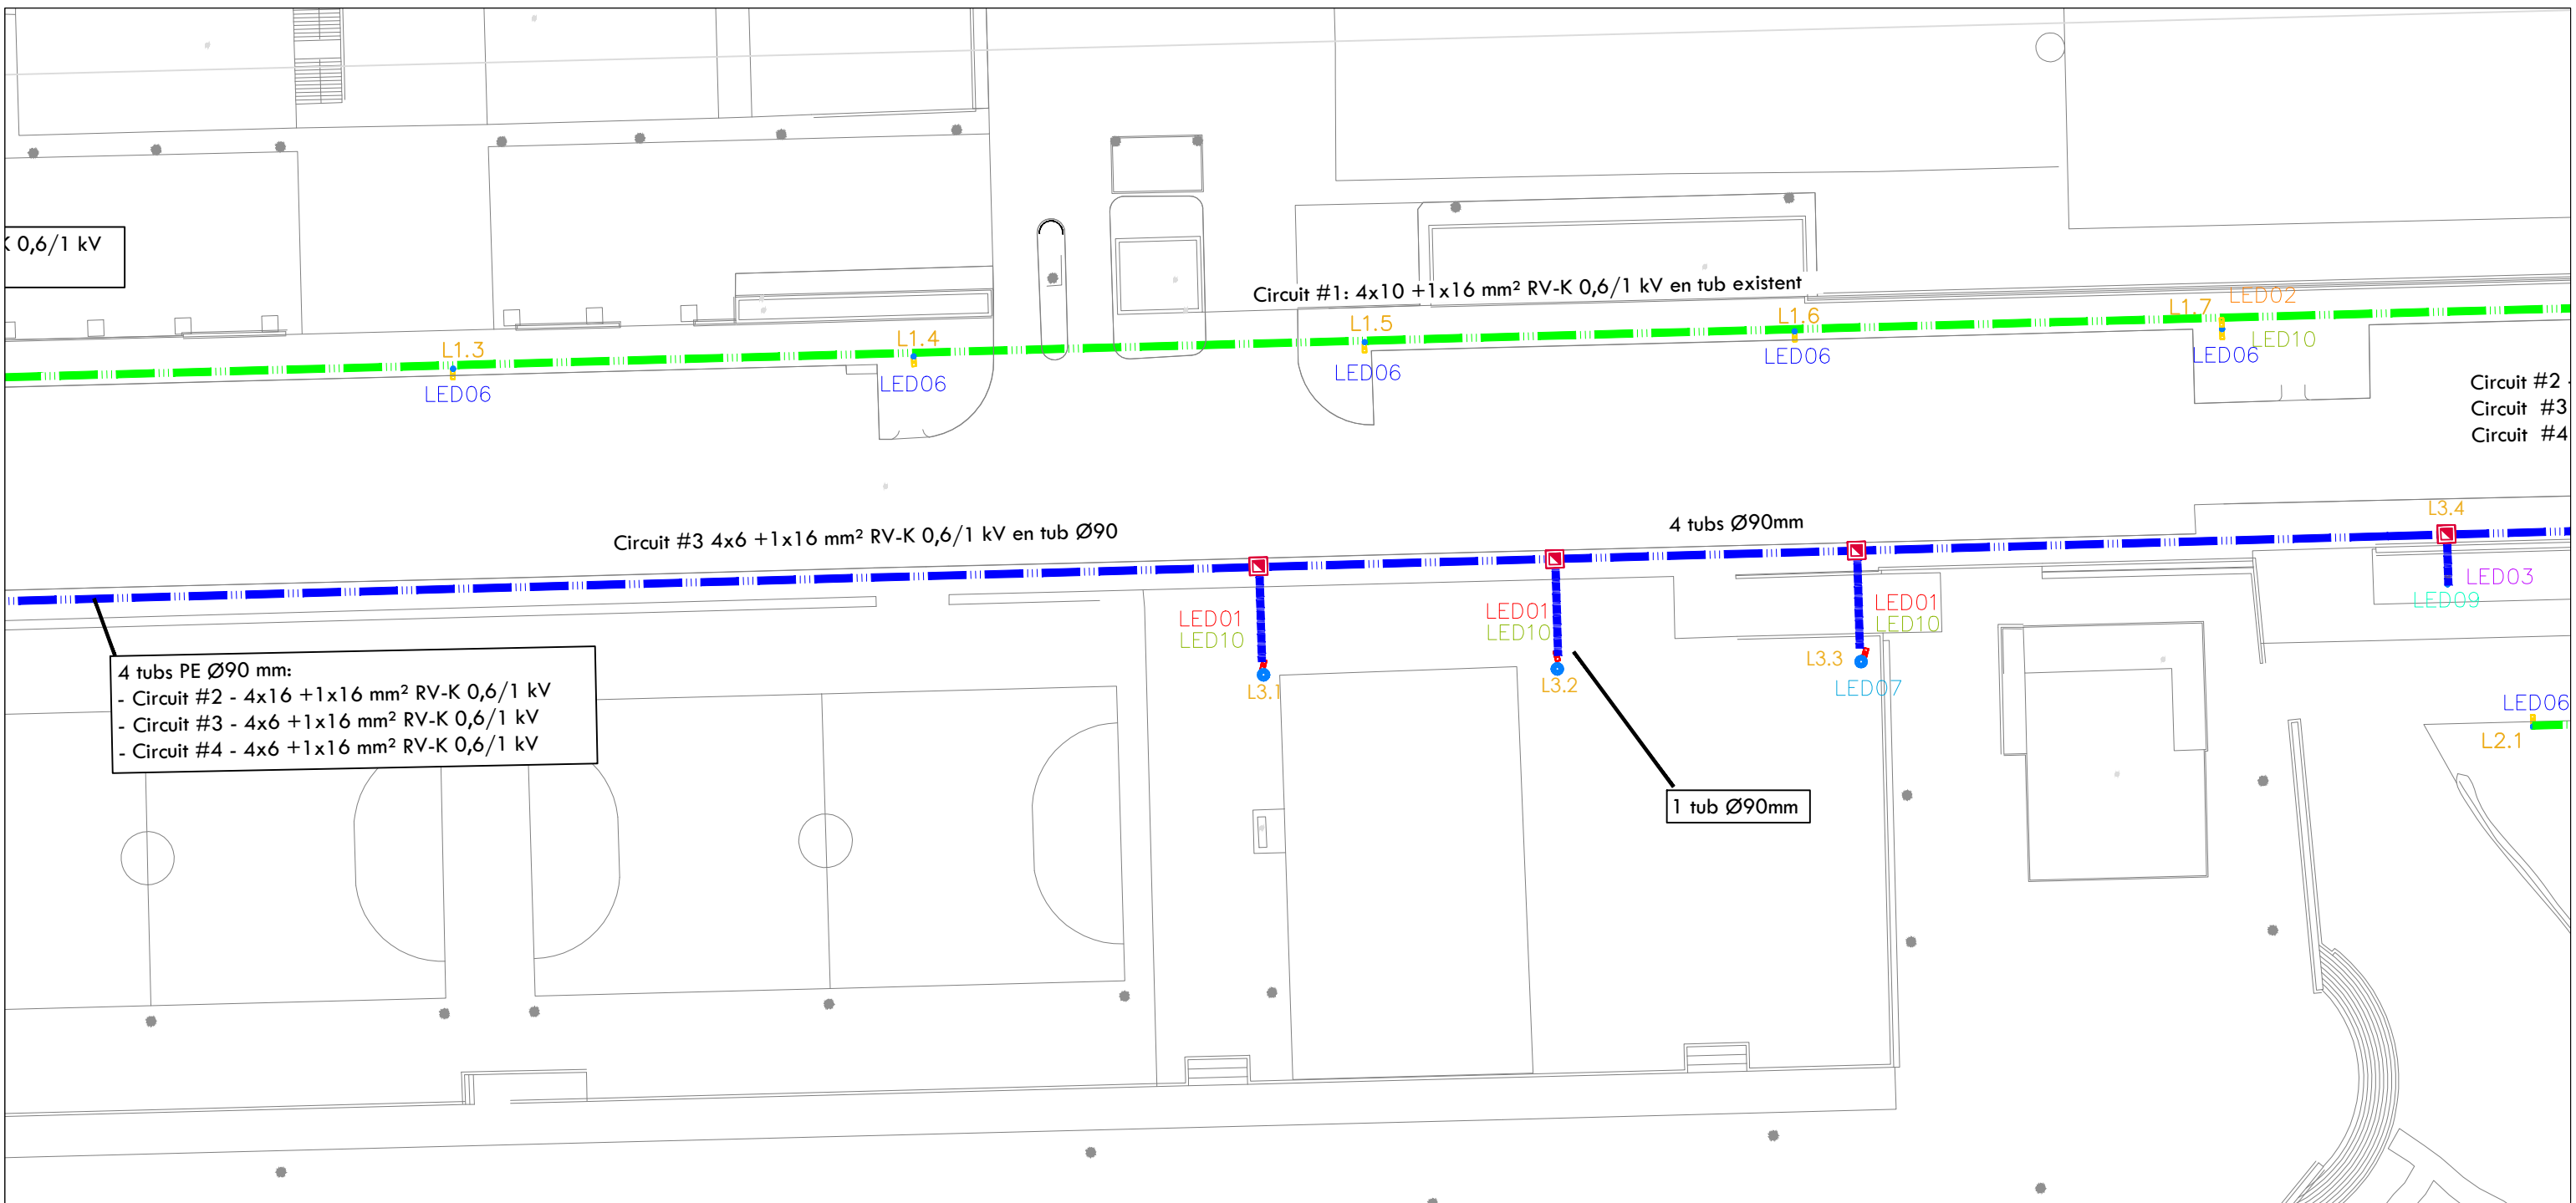 K 0,6/1 kV
Circuit #1: 4x10 +1x16 mm² RV-K 0,6/1 kV en tub existent
L1.3
LED06
L1.4
LED06
L1.5
LED06
L1.6
LED06
L1.7
LED02
LED10
LED06
Circuit #2 -
Circuit #3
Circuit #4
Circuit #3 4x6 +1x16 mm² RV-K 0,6/1 kV en tub Ø90
4 tubs Ø90mm
L3.4
LED03
LED09
LED01
LED10
L3.1
LED01
LED10
L3.2
LED01
LED10
L3.3
LED07
4 tubs PE Ø90 mm:
- Circuit #2 - 4x16 +1x16 mm² RV-K 0,6/1 kV
- Circuit #3 - 4x6 +1x16 mm² RV-K 0,6/1 kV
- Circuit #4 - 4x6 +1x16 mm² RV-K 0,6/1 kV
1 tub Ø90mm
LED06
L2.1